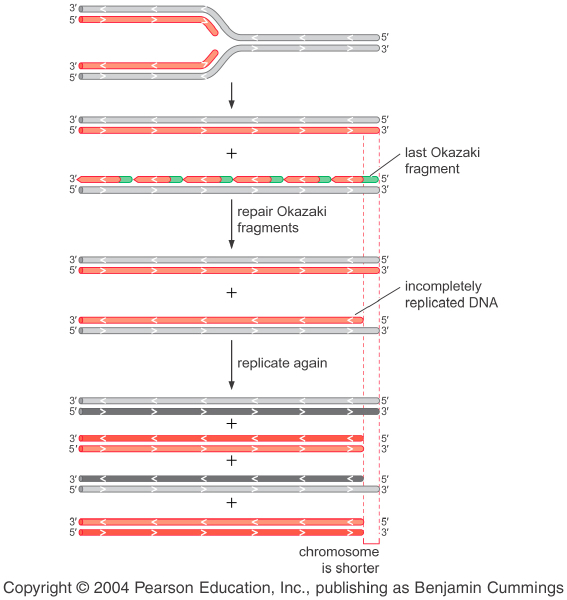 3′
5′
5′
3′
3′
5′
3′ 5′
5′ 3′
+
last Okazaki
fragment
3′ 5′
5′ 3′
repair Okazaki
fragments
3′ 5′
5′ 3′
+
incompletely
replicated DNA
3′ 5′
5′ 3′
replicate again
3′ 5′
5′ 3′
+
3′ 5′
5′ 3′
+
3′ 5′
5′ 3′
+
3′ 5′
5′ 3′
chromosome
is shorter
Copyright © 2004 Pearson Education, Inc., publishing as Benjamin Cummings